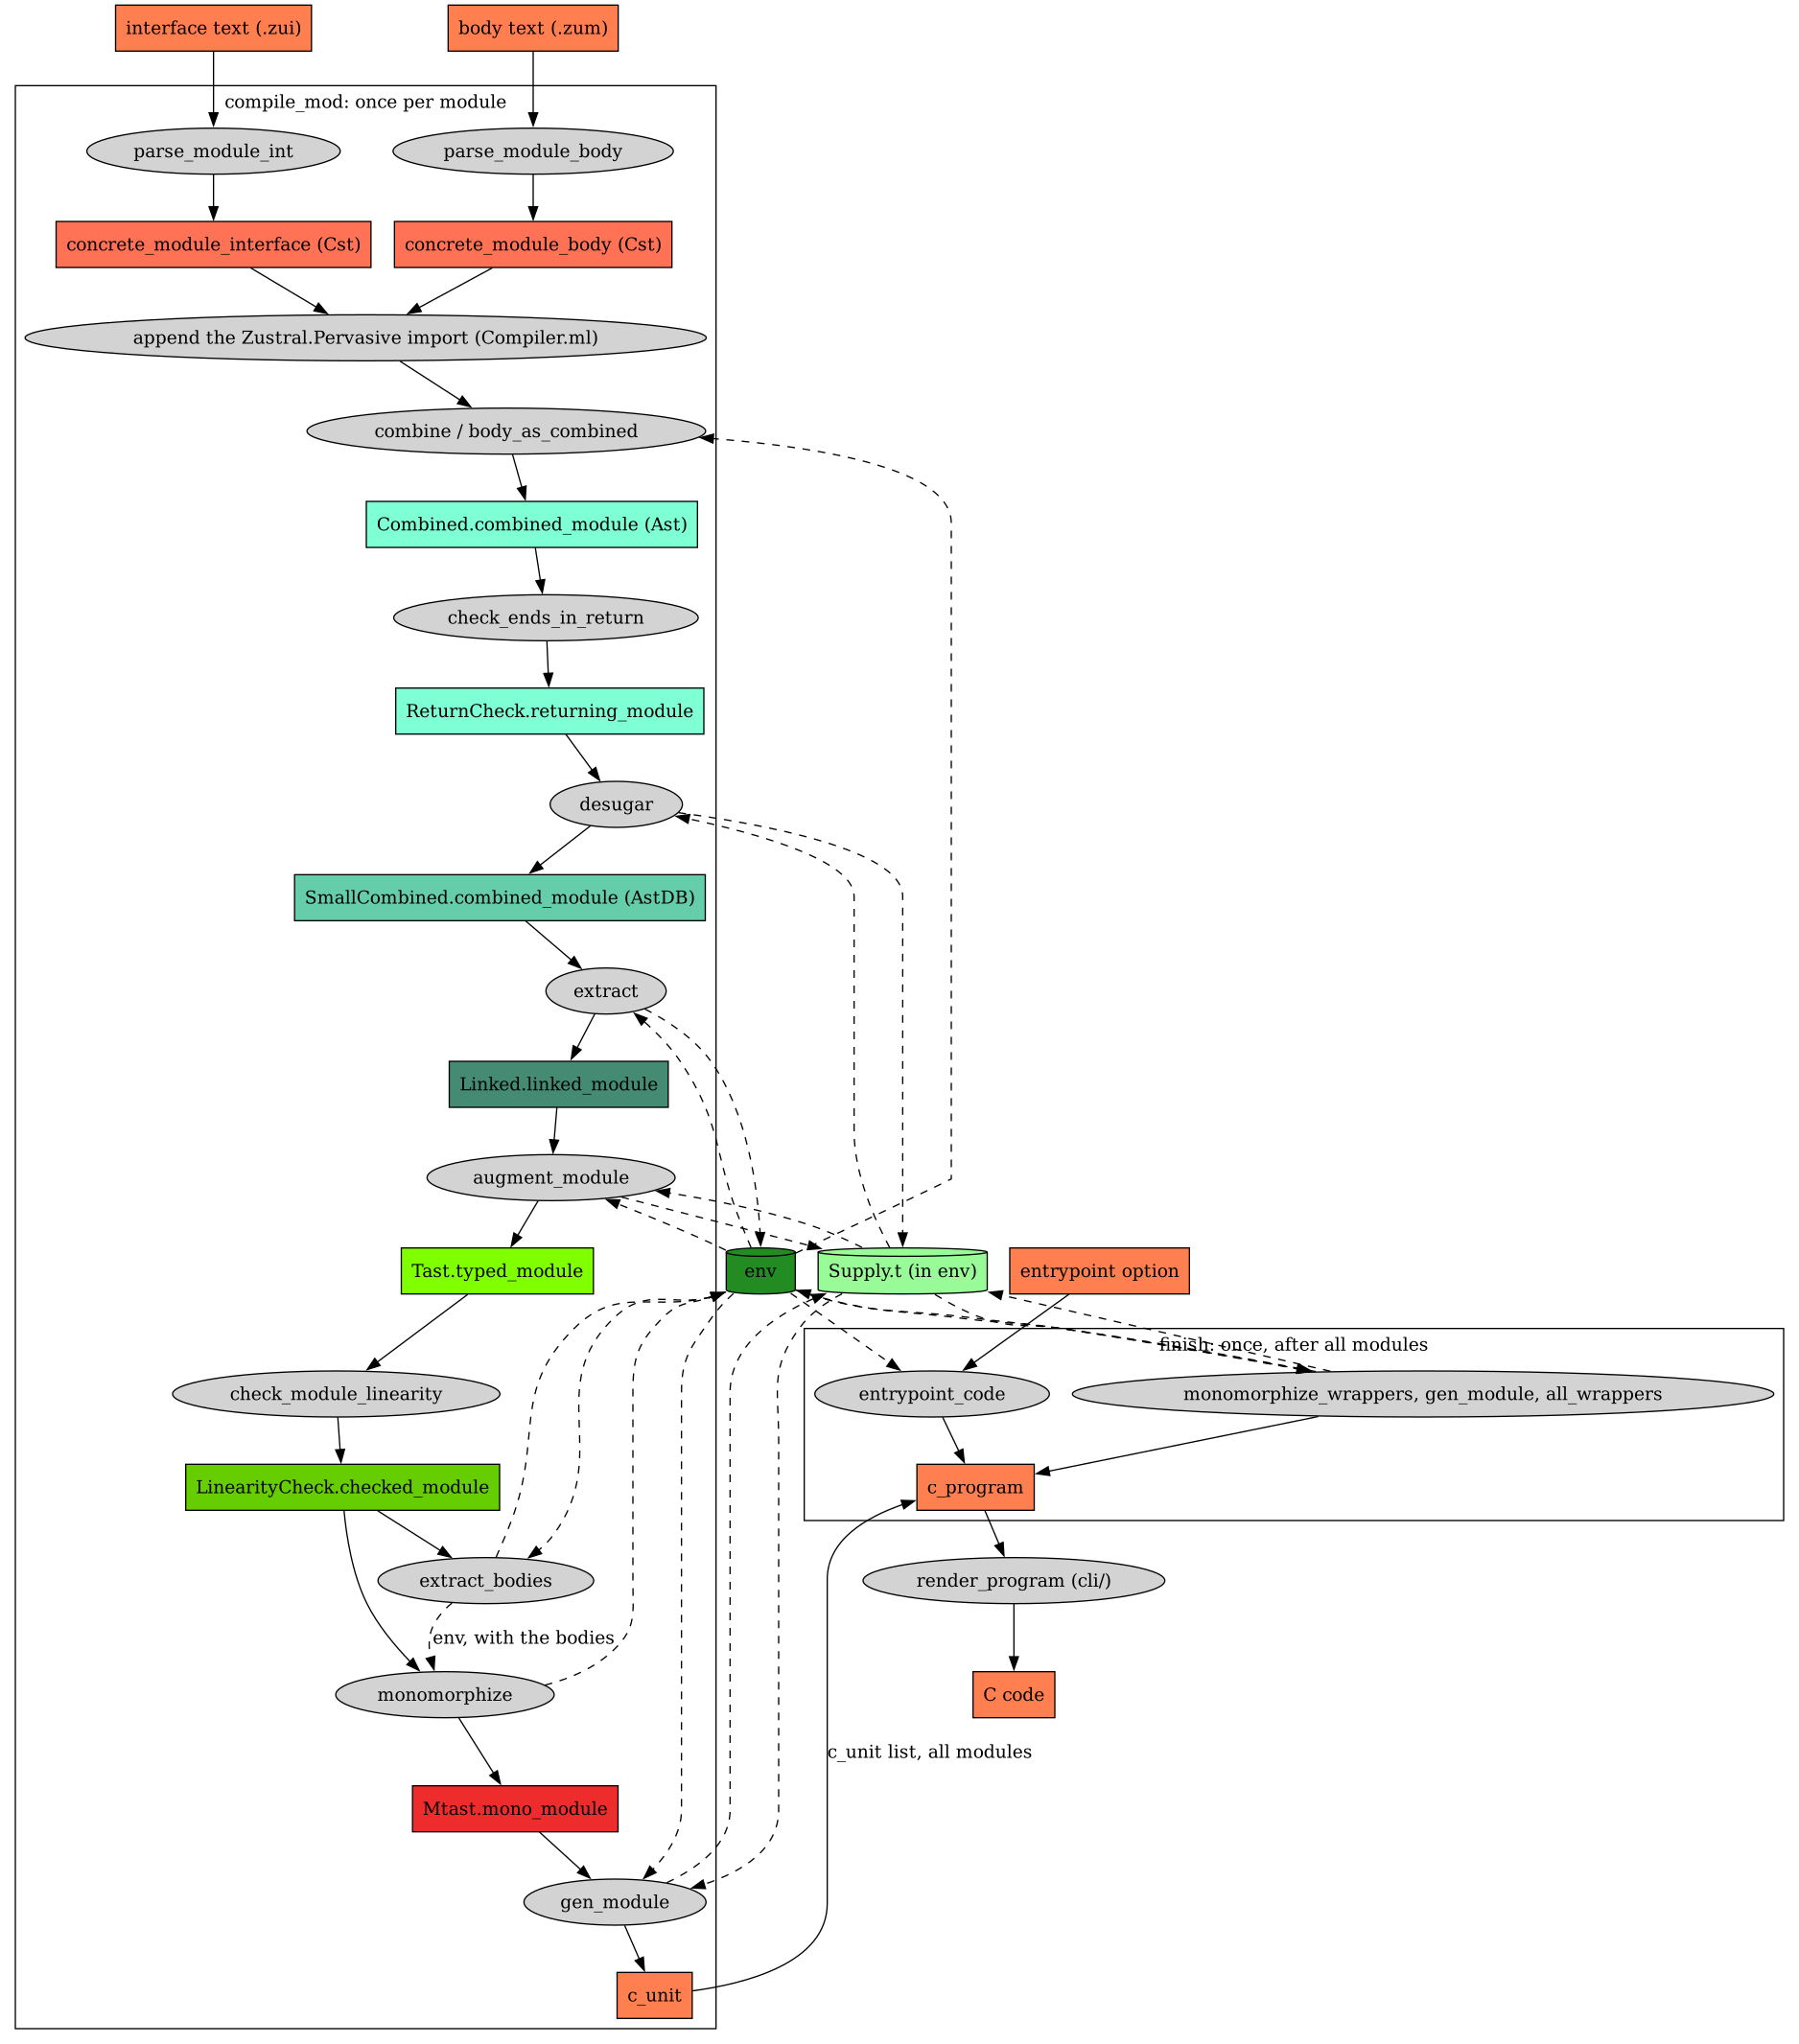 interface text (.zui)
body text (.zum)
compile_mod: once per module
parse_module_int
parse_module_body
concrete_module_interface (Cst)
concrete_module_body (Cst)
append the Zustral.Pervasive import (Compiler.ml)
combine / body_as_combined
Combined.combined_module (Ast)
check_ends_in_return
ReturnCheck.returning_module
desugar
SmallCombined.combined_module (AstDB)
extract
Linked.linked_module
augment_module
Tast.typed_module
env
Supply.t (in env)
entrypoint option
finish: once, after all modules
check_module_linearity
entrypoint_code
monomorphize_wrappers, gen_module, all_wrappers
LinearityCheck.checked_module
c_program
extract_bodies
render_program (cli/)
env, with the bodies
monomorphize
C code
c_unit list, all modules
Mtast.mono_module
gen_module
c_unit